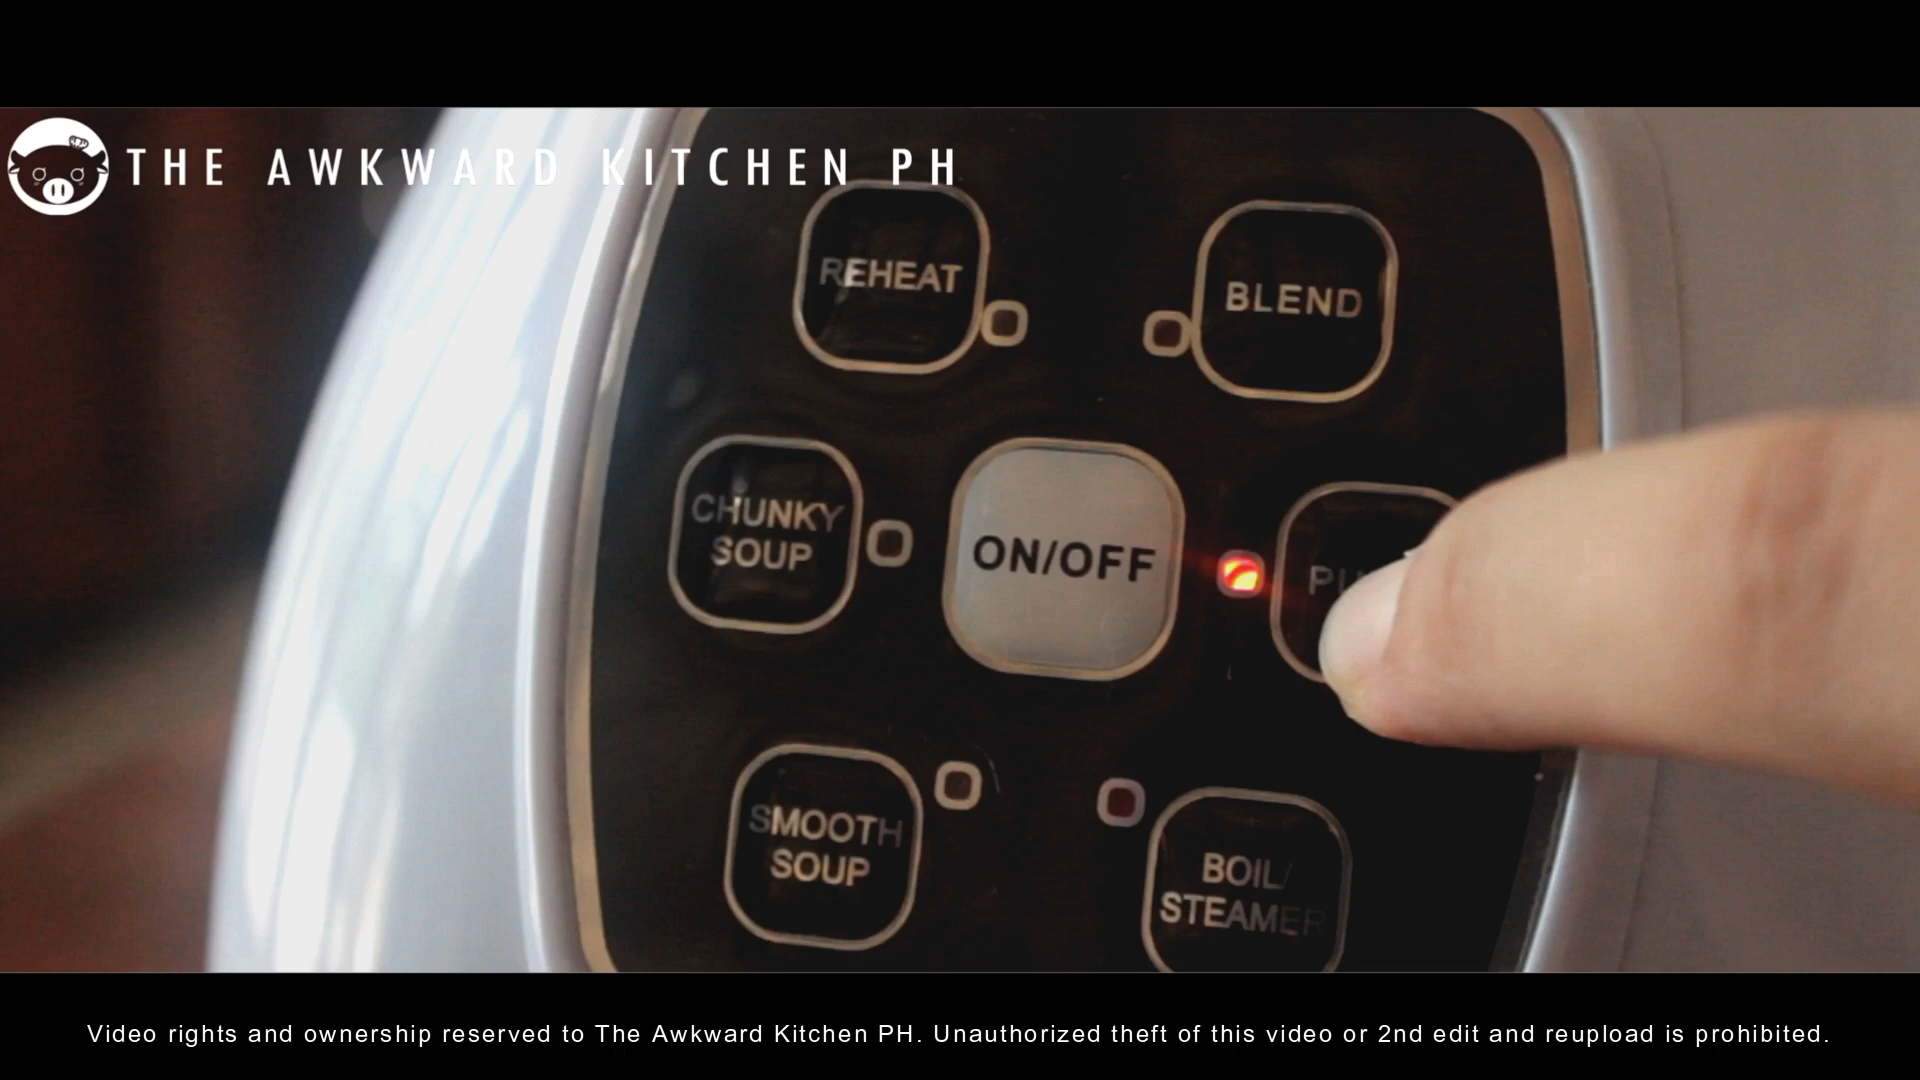 THE AWKWARD KITCHEN PH
REHEAT
BLEND
CHUNKY
SOUP
ON/OFF
SMOOTH
SOUP
BOIL/
STEAMER
Video rights and ownership reserved to The Awkward Kitchen PH. Unauthorized theft of this video or 2nd edit and reupload is prohibited.